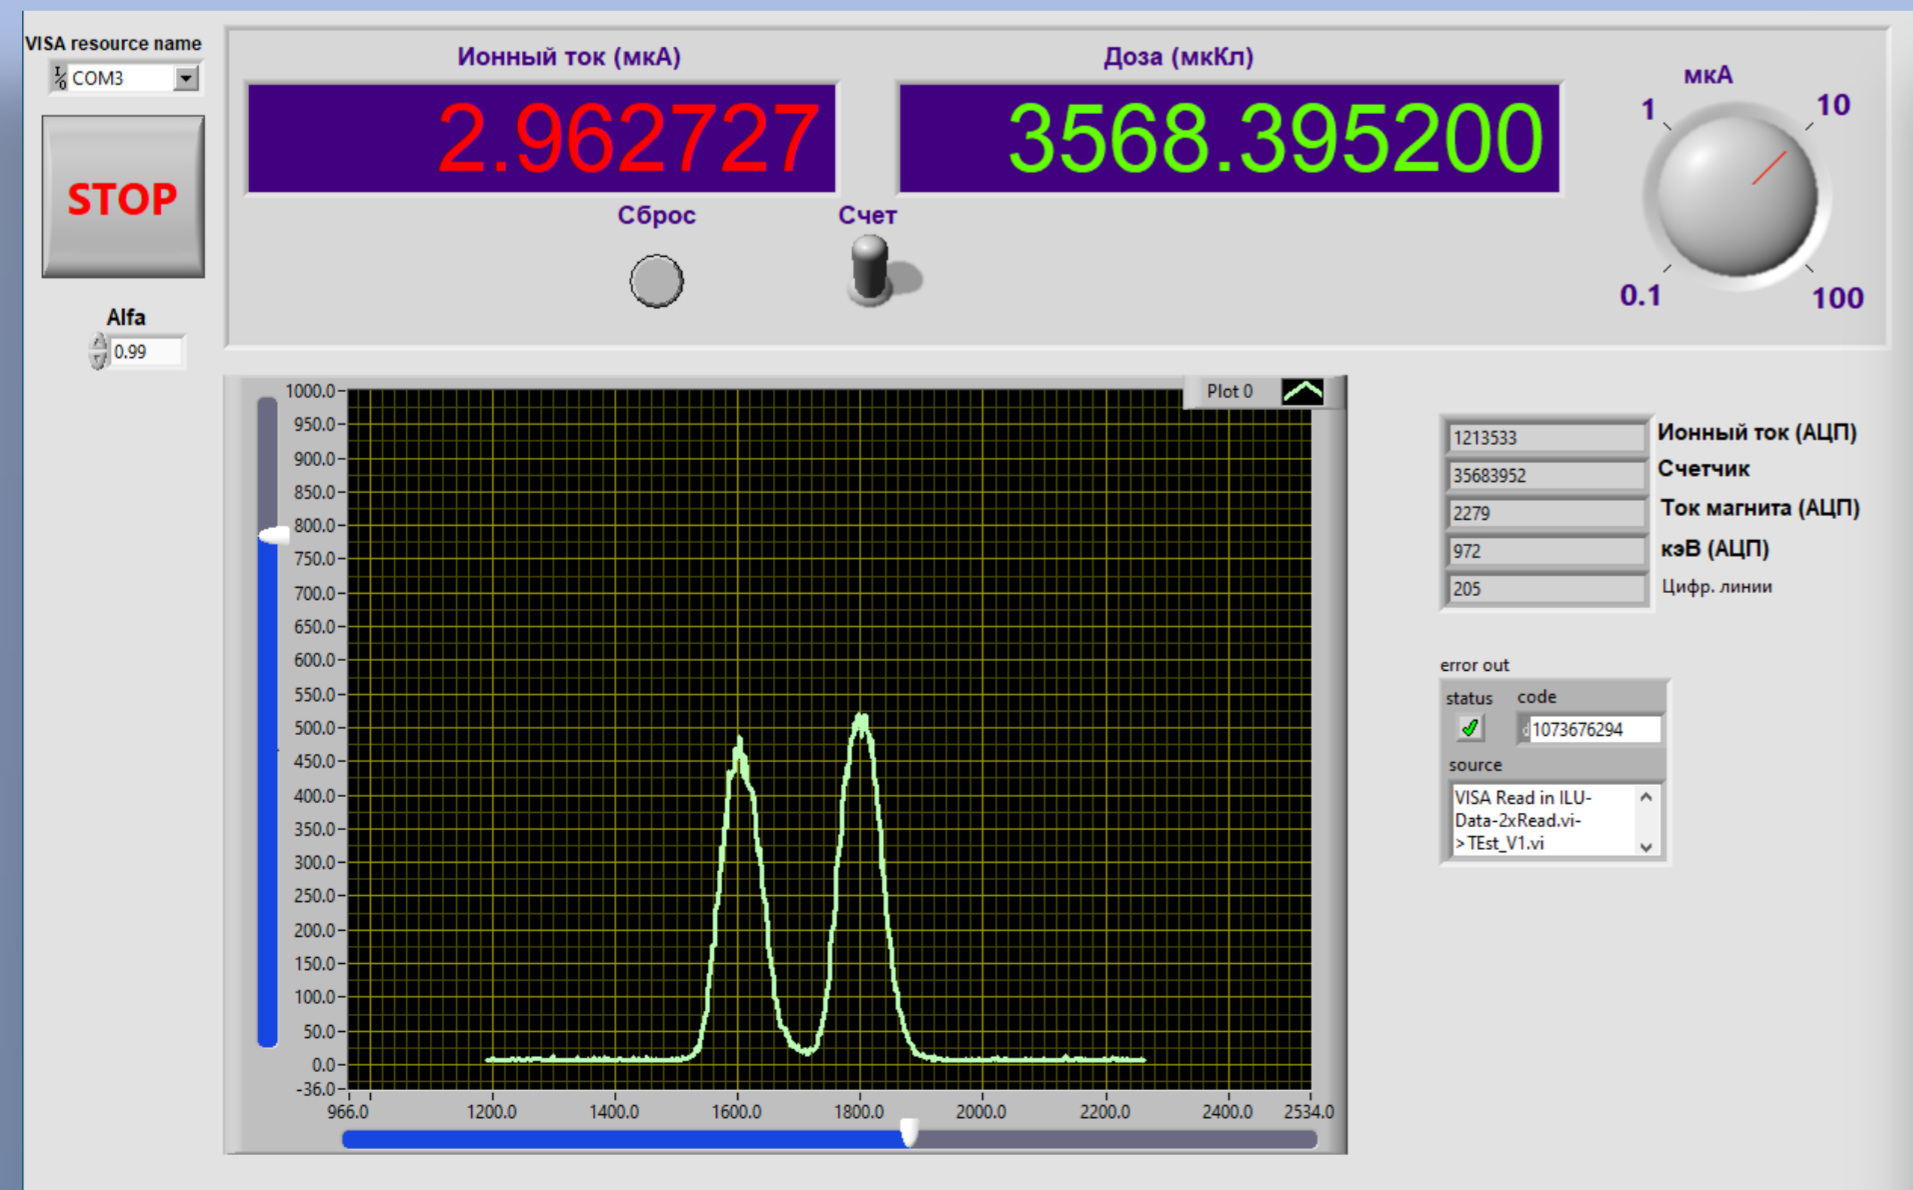 VISA resource name
COM3
STOP
Alfa
0.99
Ионный ток (мкА)
2.962727
Доза (мкКл)
3568.395200
Сброс
Счет
мкА
1
10
0.1
100
Plot 0
1000.0
950.0
900.0
850.0
800.0
750.0
700.0
650.0
600.0
550.0
500.0
450.0
400.0
350.0
300.0
250.0
200.0
150.0
100.0
50.0
0.0
-36.0
966.0 1200.0 1400.0 1600.0 1800.0 2000.0 2200.0 2400.0 2534.0
1213533 Ионный ток (АЦП)
35683952 Счетчик
2279 Ток магнита (АЦП)
972 кэВ (АЦП)
205 Цифр. линии
error out
status code
1073676294
source
VISA Read in ILU-
Data-2xRead.vi-
>TEst_V1.vi